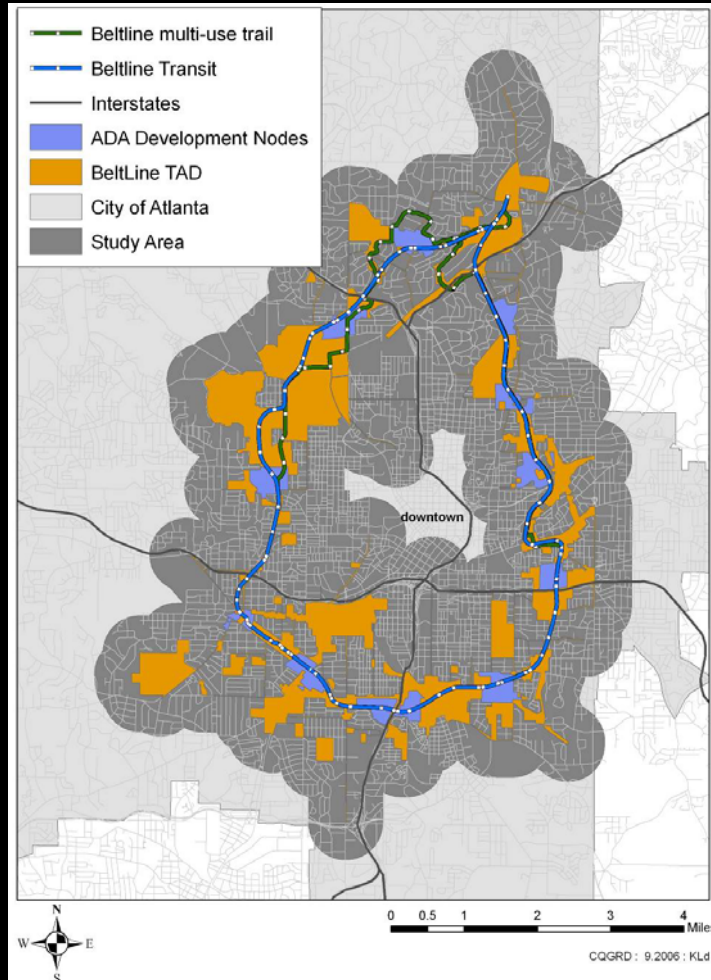 Beltline multi-use trail
Beltline Transit
Interstates
ADA Development Nodes
BeltLine TAD
City of Atlanta
Study Area
downtown
N
W E
S
0 0.5 1 2 3 4
Miles
CQGRD : 9.2006 : KLd